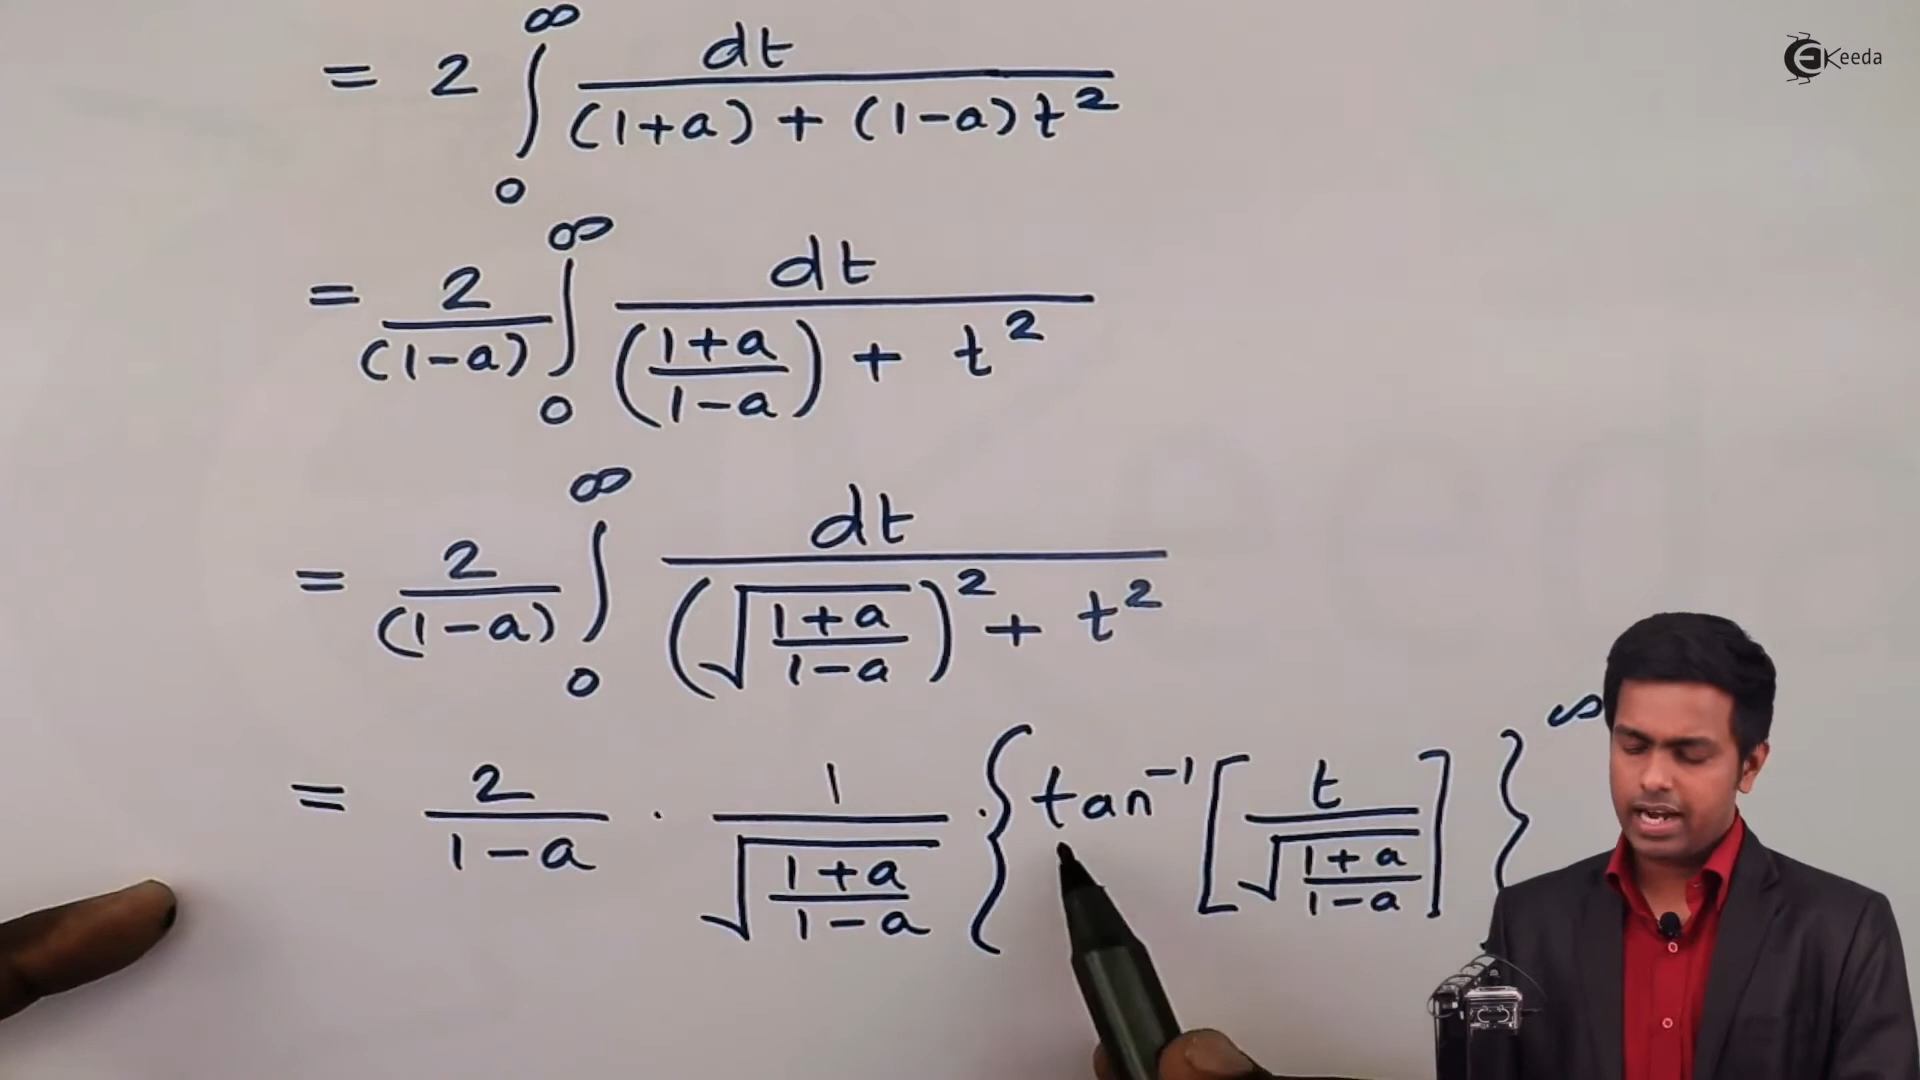 EKeeda
= 2 ∫₀^∞ dt / ((1+a) + (1-a)t²)
= 2/(1-a) ∫₀^∞ dt / (((1+a)/(1-a)) + t²)
= 2/(1-a) ∫₀^∞ dt / ((√((1+a)/(1-a)))² + t²)
= 2/(1-a) · 1/√((1+a)/(1-a)) · {tan⁻¹[t/√((1+a)/(1-a))]}^∞